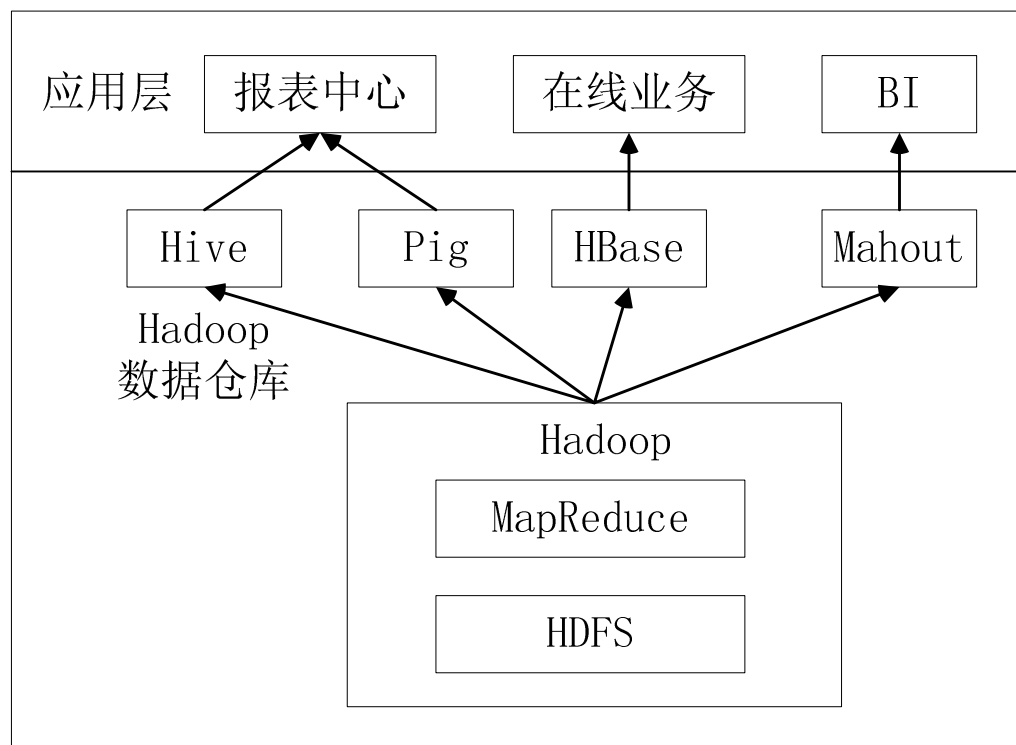 应用层
报表中心
在线业务
BI
Hive
Pig
HBase
Mahout
Hadoop
数据仓库
Hadoop
MapReduce
HDFS